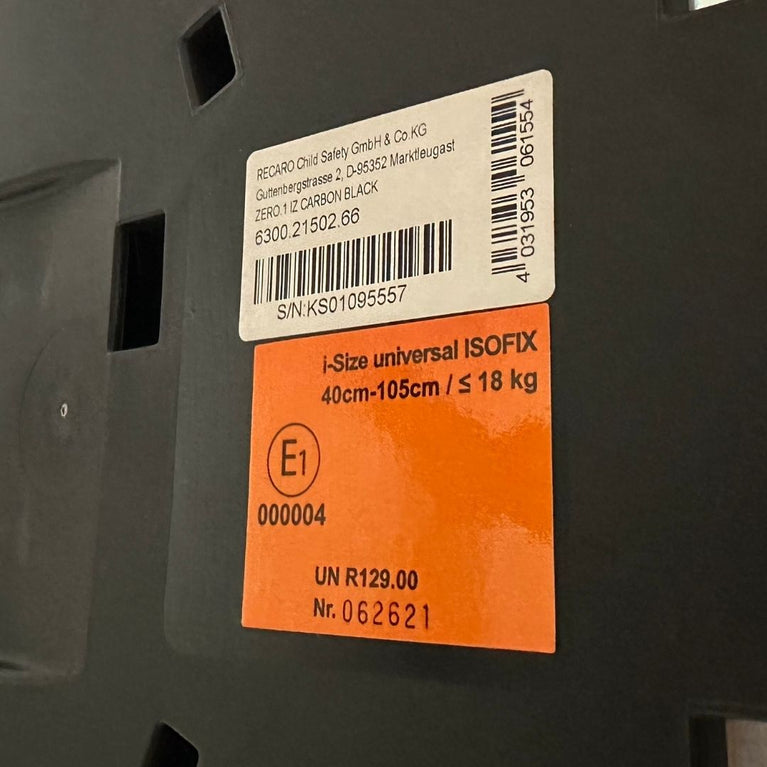 RECARO Child Safety GmbH & Co.KG
Guttenbergstrasse 2, D-95352 Marktleugast
ZERO.1 IZ CARBON BLACK
6300.21502.66
S/N:KS01095557
4 031953 061554
i-Size universal ISOFIX
40cm-105cm / ≤ 18 kg
E1
000004
UN R129.00
Nr. 062621